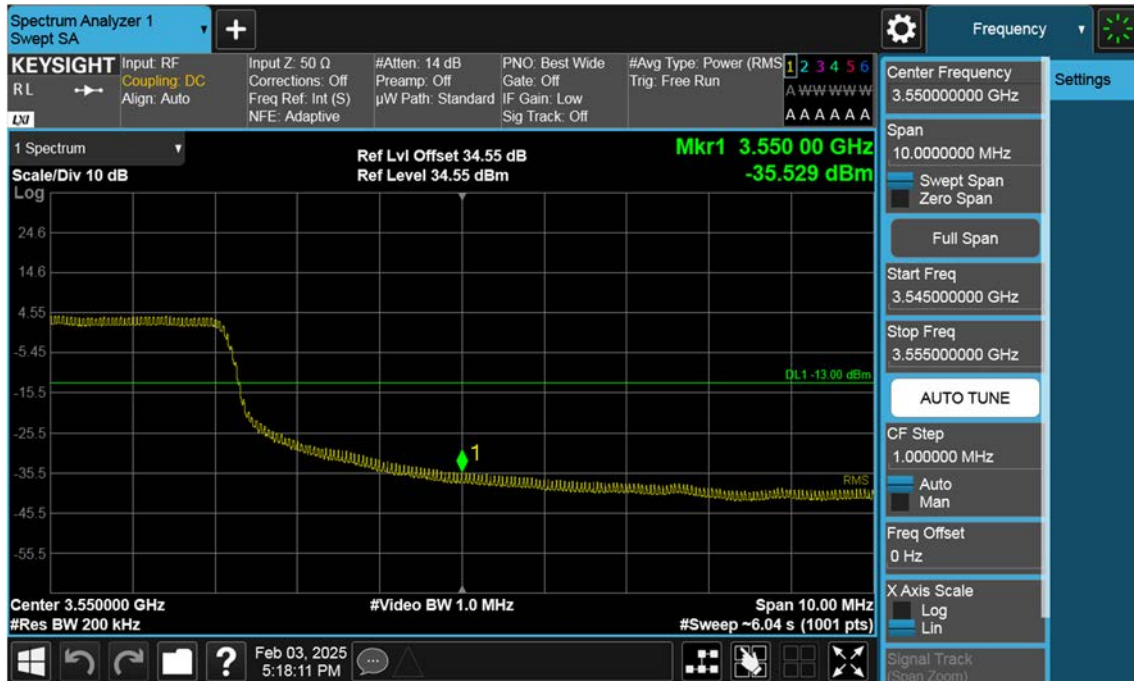 Spectrum Analyzer 1
Swept SA
+
Frequency
KEYSIGHT
RL
LXI
Input: RF
Coupling: DC
Align: Auto
Input Z: 50 Ω
Corrections: Off
Freq Ref: Int (S)
NFE: Adaptive
#Atten: 14 dB
Preamp: Off
µW Path: Standard
PNO: Best Wide
Gate: Off
IF Gain: Low
Sig Track: Off
#Avg Type: Power (RMS
Trig: Free Run
1 2 3 4 5 6
A W W W W W
A A A A A A
1 Spectrum
Scale/Div 10 dB
Ref Lvl Offset 34.55 dB
Ref Level 34.55 dBm
Mkr1 3.550 00 GHz
-35.529 dBm
Log
24.6
14.6
4.55
-5.45
-15.5
-25.5
-35.5
-45.5
-55.5
DL1 -13.00 dBm
1
RMS
Center 3.550000 GHz
#Res BW 200 kHz
#Video BW 1.0 MHz
Span 10.00 MHz
#Sweep ~6.04 s (1001 pts)
Center Frequency
3.550000000 GHz
Settings
Span
10.0000000 MHz
Swept Span
Zero Span
Full Span
Start Freq
3.545000000 GHz
Stop Freq
3.555000000 GHz
AUTO TUNE
CF Step
1.000000 MHz
Auto
Man
Freq Offset
0 Hz
X Axis Scale
Log
Lin
Signal Track
(Span Zoom)
?
Feb 03, 2025
5:18:11 PM